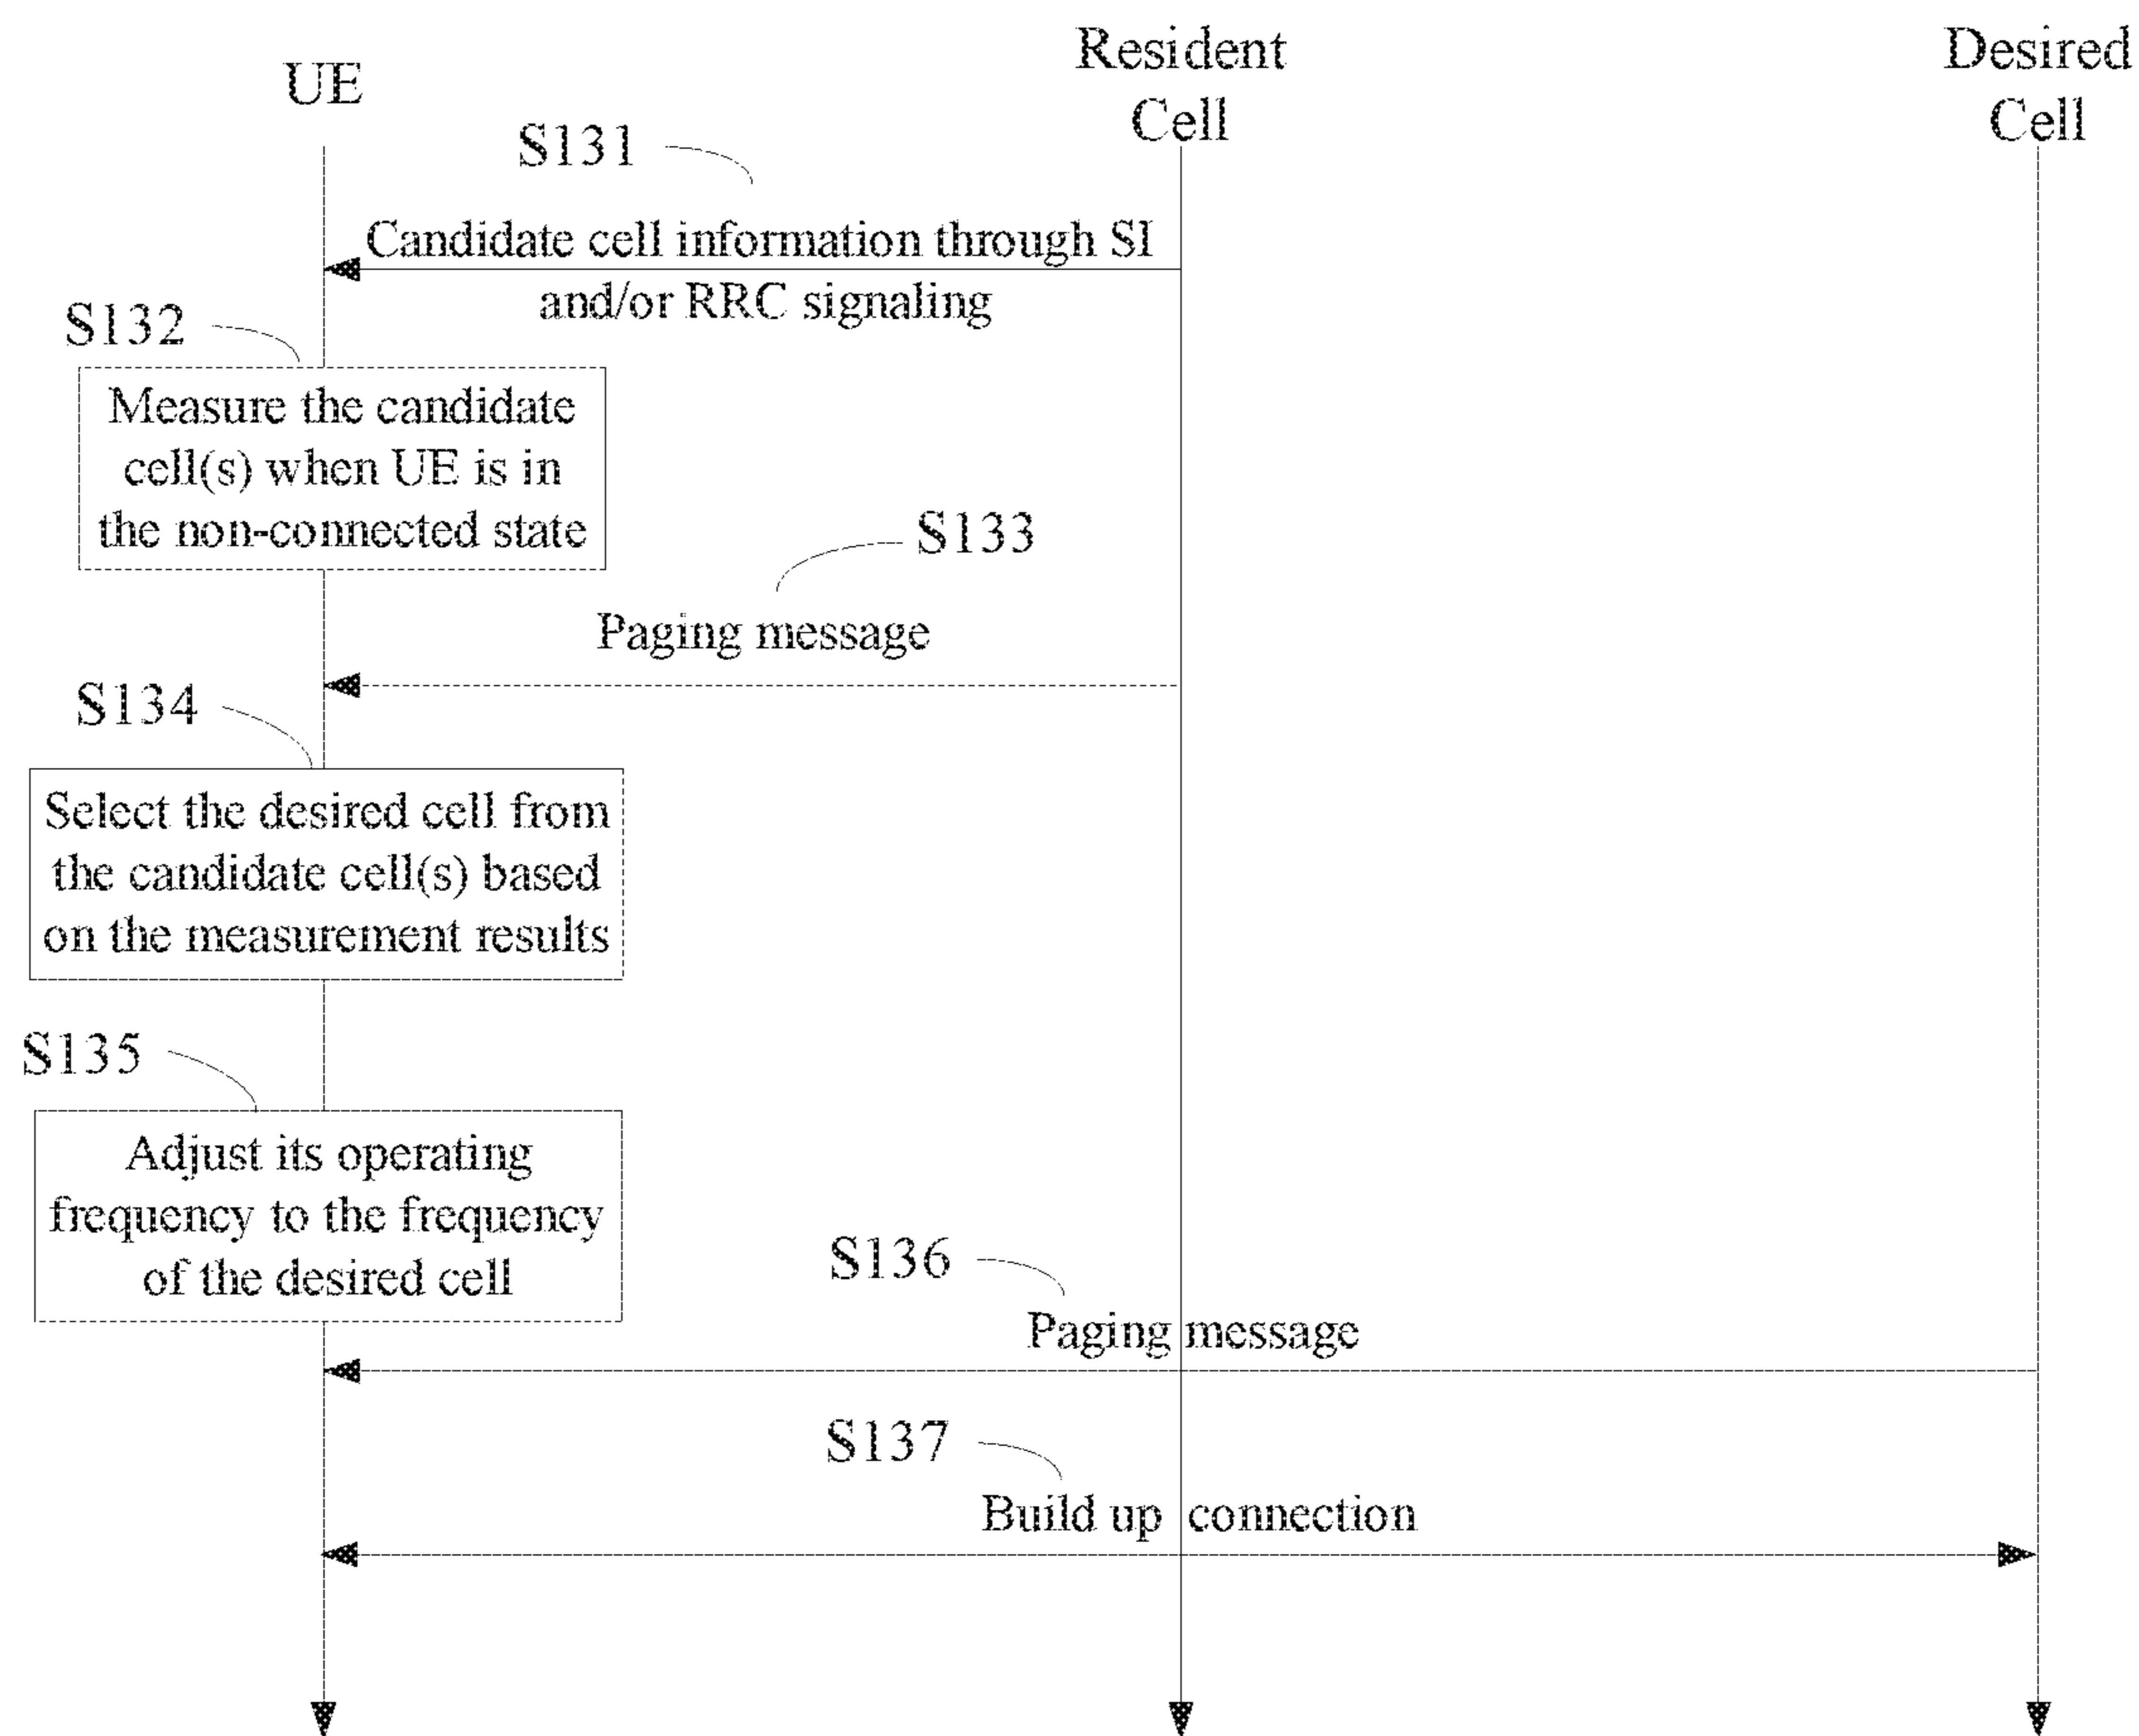 UE
Resident
Cell
Desired
Cell
S131
Candidate cell information through SI
and/or RRC signaling
S132
Measure the candidate
cell(s) when UE is in
the non-connected state
S133
Paging message
S134
Select the desired cell from
the candidate cell(s) based
on the measurement results
S135
Adjust its operating
frequency to the frequency
of the desired cell
S136
Paging message
S137
Build up connection